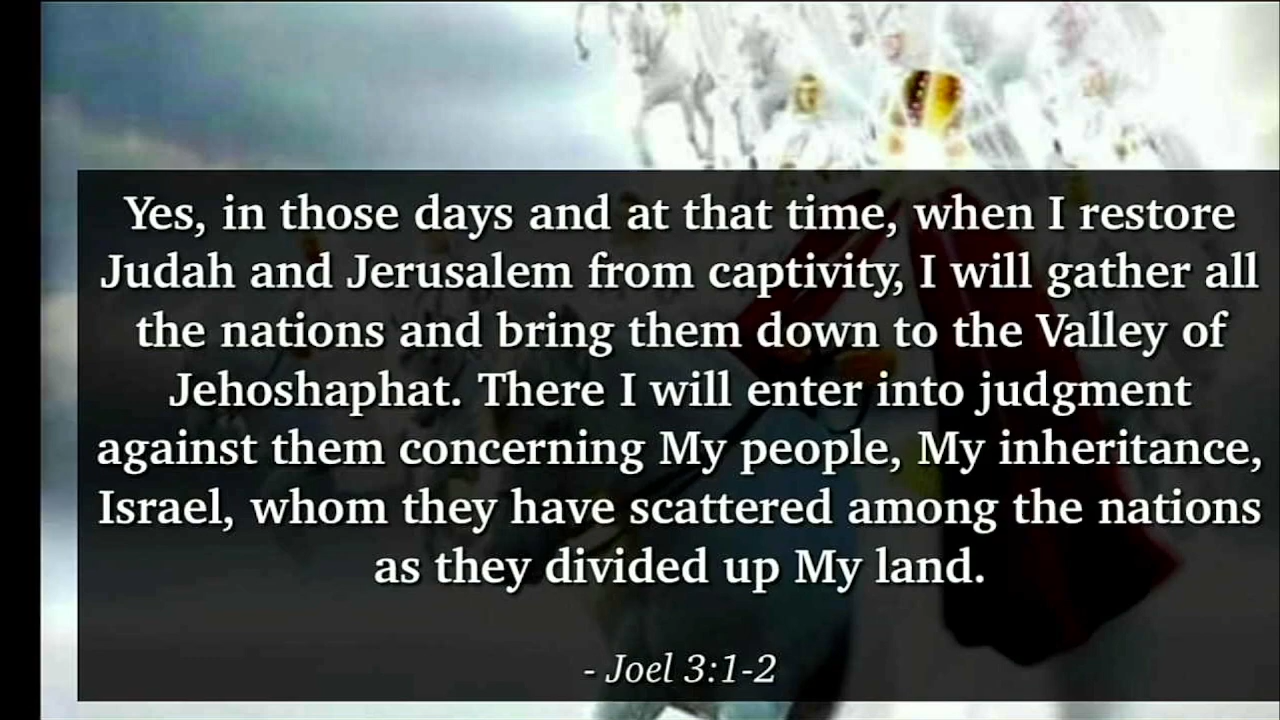 Yes, in those days and at that time, when I restore
Judah and Jerusalem from captivity, I will gather all
the nations and bring them down to the Valley of
Jehoshaphat. There I will enter into judgment
against them concerning My people, My inheritance,
Israel, whom they have scattered among the nations
as they divided up My land.
- Joel 3:1-2